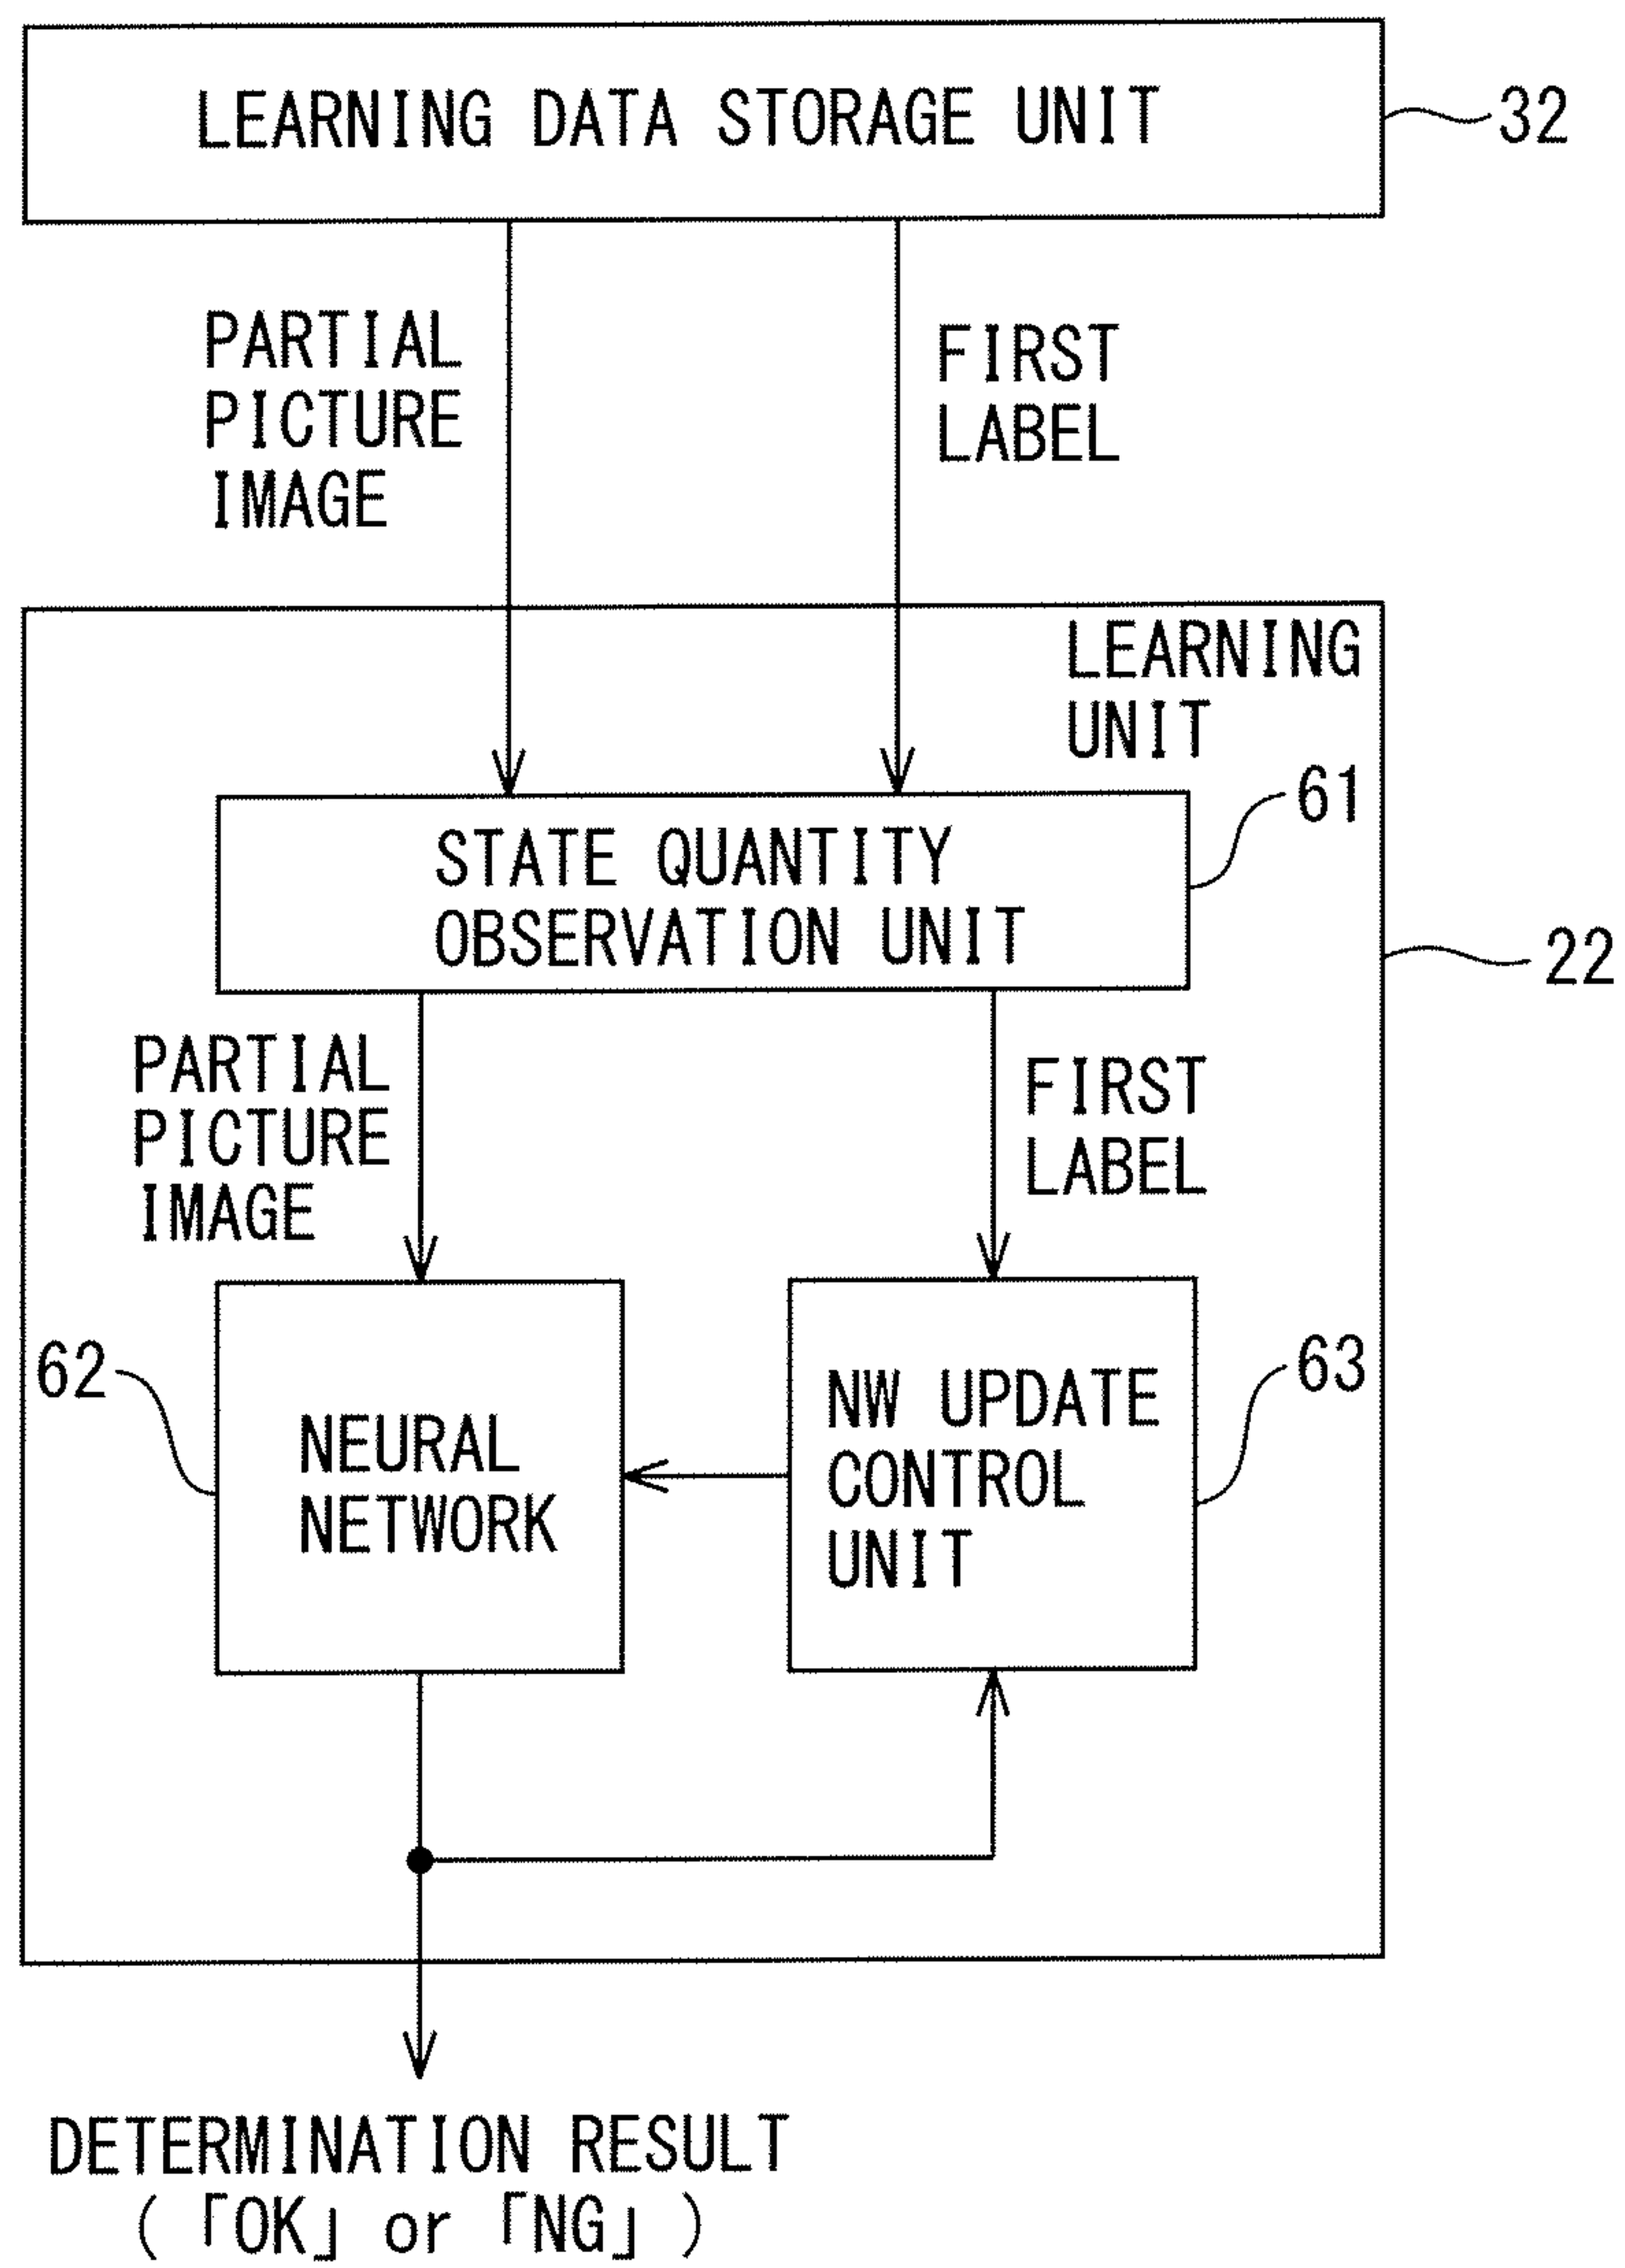 LEARNING DATA STORAGE UNIT
32
PARTIAL
PICTURE
IMAGE
FIRST
LABEL
LEARNING
UNIT
61
STATE QUANTITY
OBSERVATION UNIT
22
PARTIAL
PICTURE
IMAGE
FIRST
LABEL
62
NEURAL
NETWORK
NW UPDATE
CONTROL
UNIT
63
DETERMINATION RESULT
(「OK」 or 「NG」)